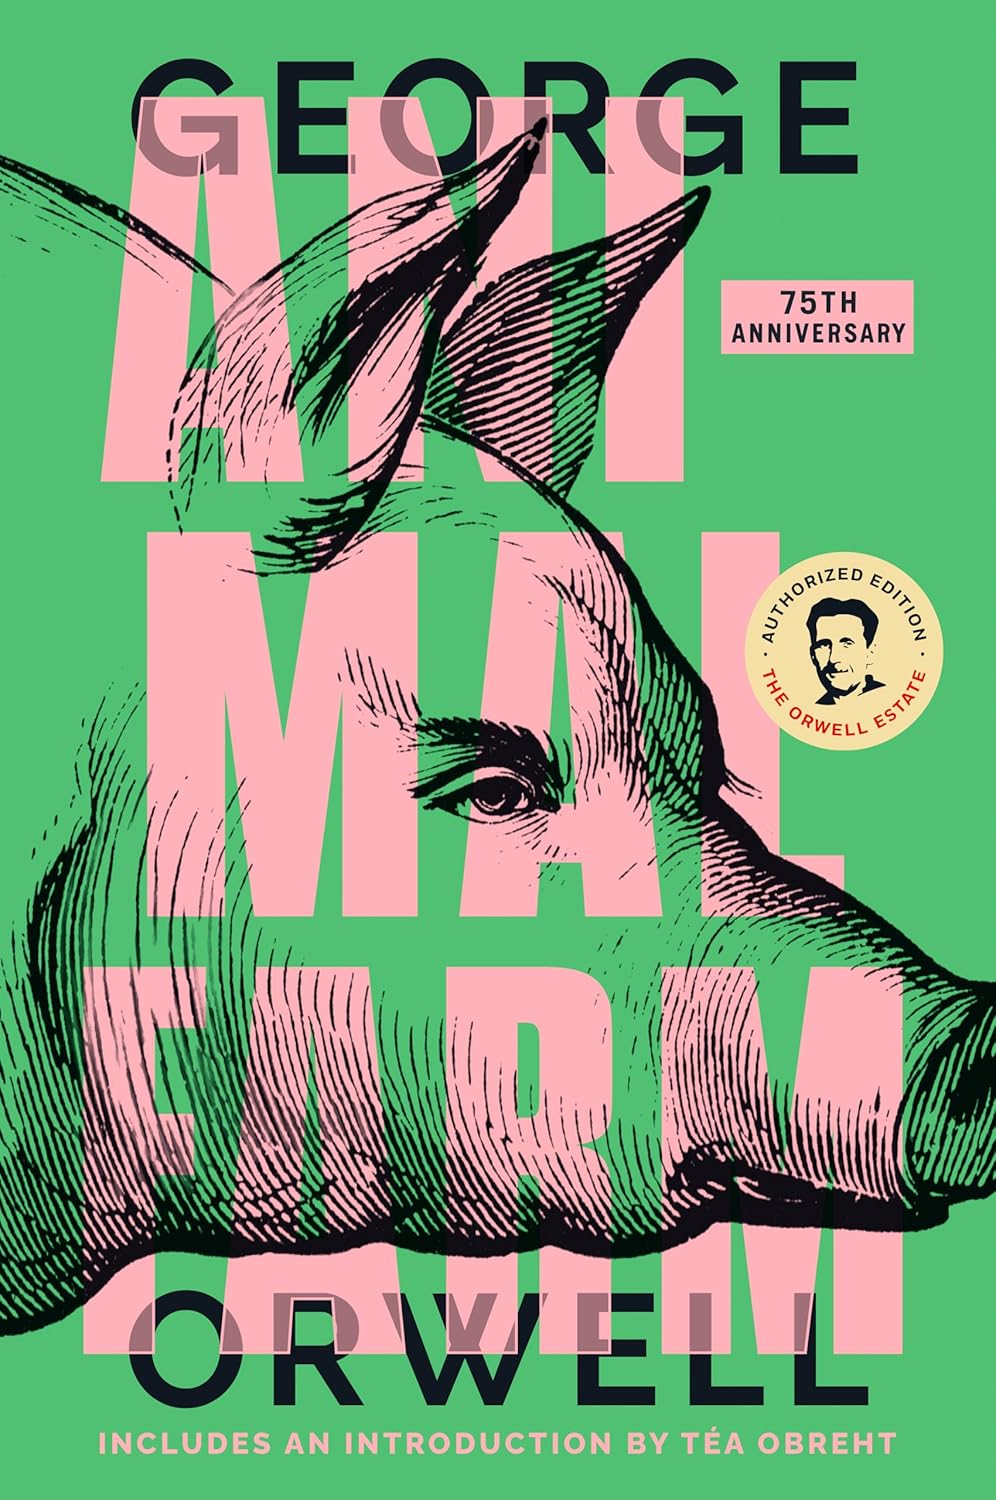 GEORGE
ANI
MAL
FARM
75TH
ANNIVERSARY
· AUTHORIZED EDITION ·
THE ORWELL ESTATE
ORWELL
INCLUDES AN INTRODUCTION BY TÉA OBREHT